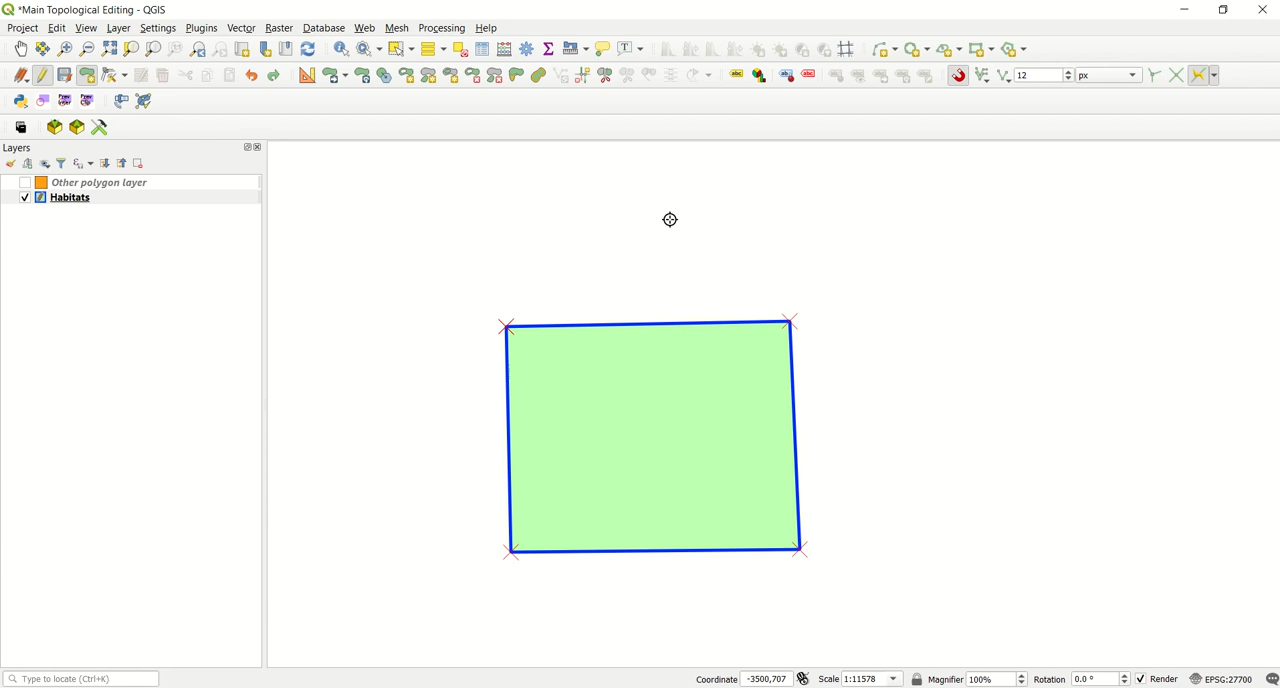 *Main Topological Editing - QGIS
Project Edit View Layer Settings Plugins Vector Raster Database Web Mesh Processing Help
12 px
Layers
Other polygon layer
Habitats
Type to locate (Ctrl+K) Coordinate -3500,707 Scale 1:11578 Magnifier 100% Rotation 0.0 ° Render EPSG:27700